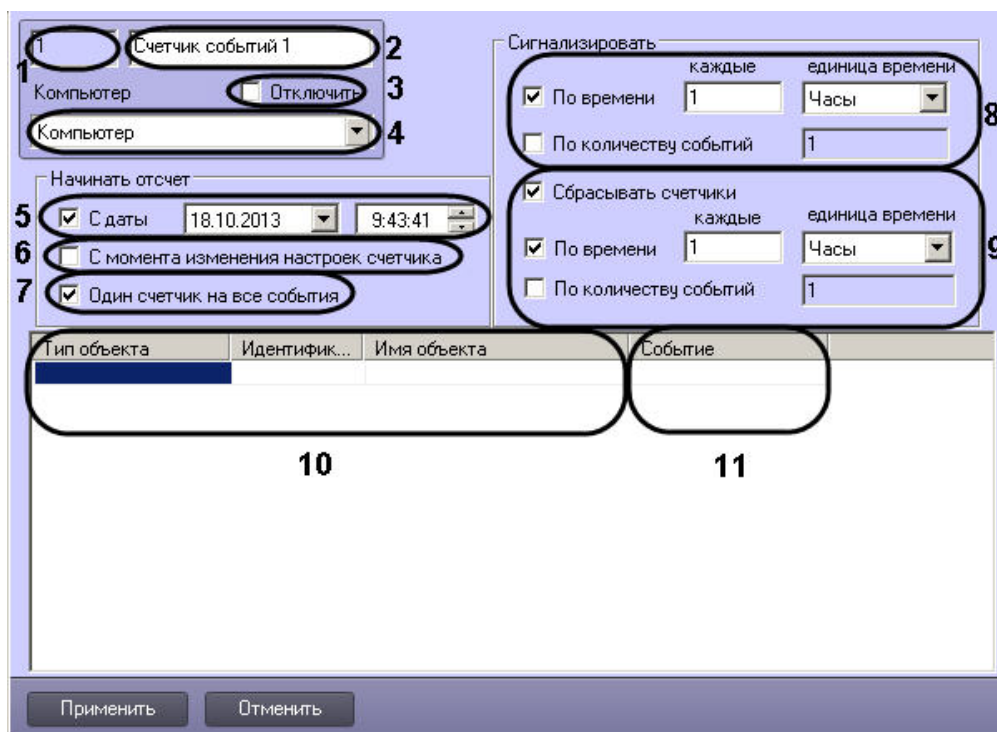 1
Счетчик событий 1
2
1
Компьютер
Отключить
3
Компьютер
4
Начинать отсчет
5
С даты
18.10.2013
9:43:41
6
С момента изменения настроек счетчика
7
Один счетчик на все события
Сигнализировать
каждые
единица времени
По времени
1
Часы
8
По количеству событий
1
Сбрасывать счетчики
каждые
единица времени
По времени
1
Часы
9
По количеству событий
1
Тип объекта
Идентифик...
Имя объекта
Событие
10
11
Применить
Отменить